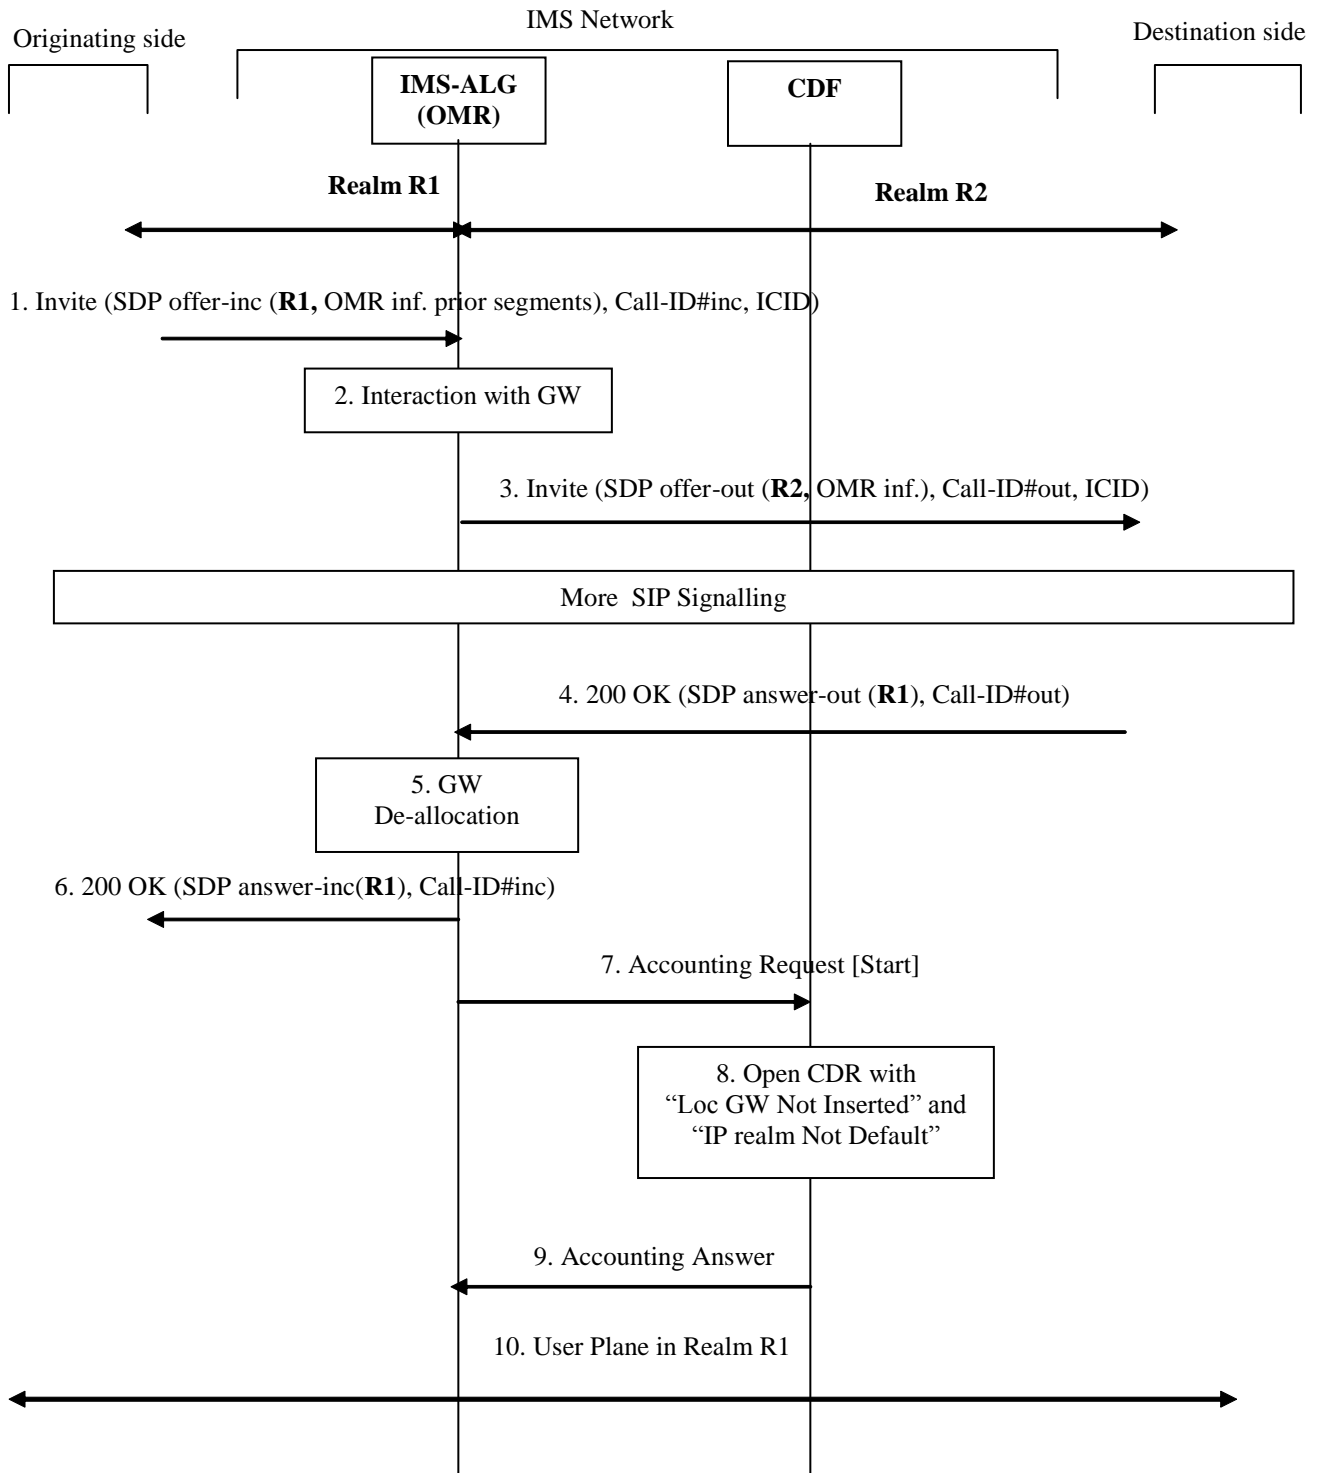 IMS Network
Originating side
Destination side
IMS-ALG
(OMR)
CDF
Realm R1
Realm R2
1. Invite (SDP offer-inc (R1, OMR inf. prior segments), Call-ID#inc, ICID)
2. Interaction with GW
3. Invite (SDP offer-out (R2, OMR inf.), Call-ID#out, ICID)
More SIP Signalling
4. 200 OK (SDP answer-out (R1), Call-ID#out)
5. GW
De-allocation
6. 200 OK (SDP answer-inc(R1), Call-ID#inc)
7. Accounting Request [Start]
8. Open CDR with
“Loc GW Not Inserted” and
“IP realm Not Default”
9. Accounting Answer
10. User Plane in Realm R1